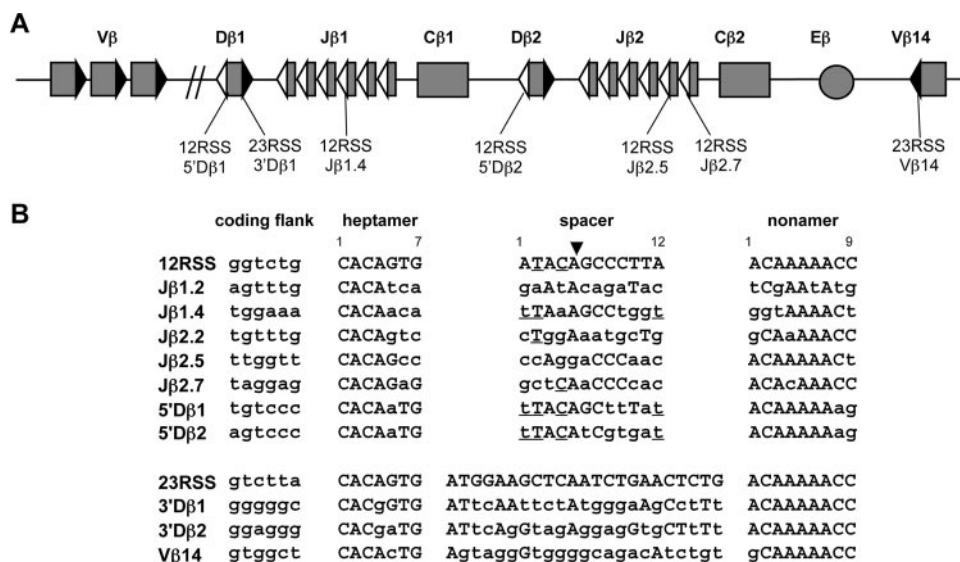 A
Vβ Dβ1 Jβ1 Cβ1 Dβ2 Jβ2 Cβ2 Eβ Vβ14
12RSS 23RSS 12RSS 12RSS 12RSS 12RSS 23RSS
5'Dβ1 3'Dβ1 Jβ1.4 5'Dβ2 Jβ2.5 Jβ2.7 Vβ14
B
coding flank heptamer spacer nonamer
1 7 1 12 1 9
12RSS ggtctg CACAGTG ATACAGCCCTTA ACAAAAACC
Jβ1.2 agtttg CACAtca gaAtAcagaTac tCgAAtAtg
Jβ1.4 tggaaa CACAaca tTAaAGCCtggt ggtAAAACt
Jβ2.2 tgtttg CACAgtc cTggAaatgcTg gCAaAAACC
Jβ2.5 ttggtt CACAGcc ccAggaCCCaac ACAAAAACt
Jβ2.7 taggag CACAGaG gctCAaCCCcac ACAcAAACC
5'Dβ1 tgtccc CACAaTG tTACAGCttTat ACAAAAAag
5'Dβ2 agtccc CACAaTG tTACAtCgtgat ACAAAAAag
23RSS gtctta CACAGTG ATGGAAGCTCAATCTGAACTCTG ACAAAAACC
3'Dβ1 gggggc CACgGTG ATtcAAttctAtgggaAgCctTt ACAAAAACC
3'Dβ2 ggaggg CACgaTG ATtcAgGtagAggagGtgCTtTt ACAAAAACC
Vβ14 gtggct CACAcTG AgtaggGtggggcagacAtctgt gCAAAAACC